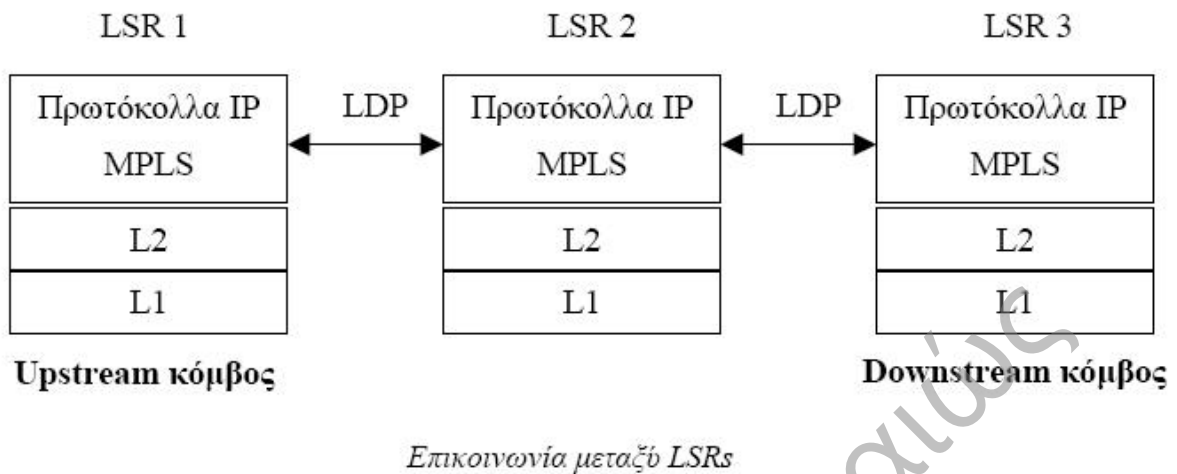 LSR 1 LSR 2 LSR 3
Πρωτόκολλα IP LDP Πρωτόκολλα IP LDP Πρωτόκολλα IP
MPLS MPLS MPLS
L2 L2 L2
L1 L1 L1
Upstream κόμβος Downstream κόμβος
Επικοινωνία μεταξύ LSRs